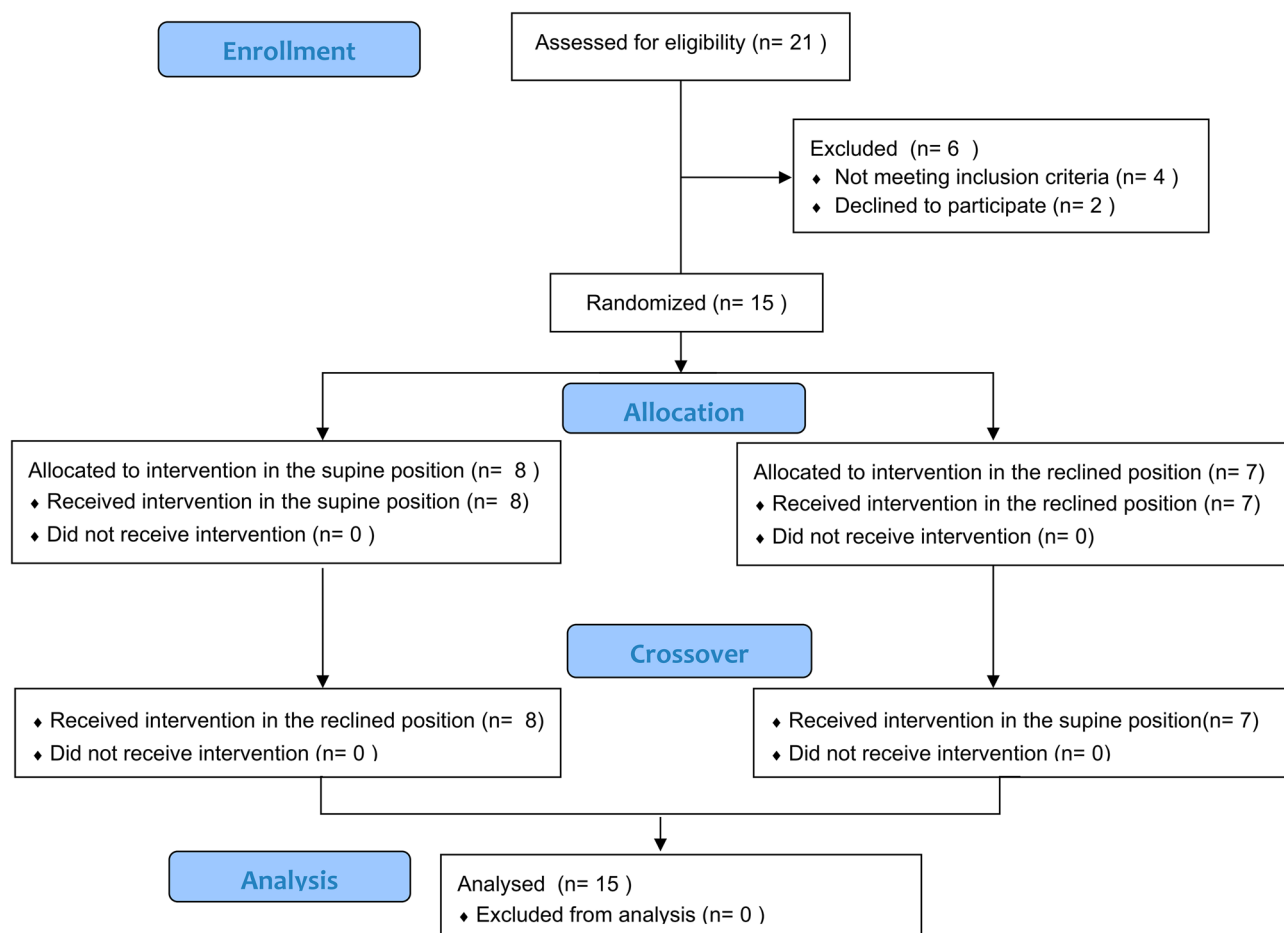 Enrollment
Assessed for eligibility (n= 21 )
Excluded  (n= 6  )
♦ Not meeting inclusion criteria (n= 4 )
♦ Declined to participate (n= 2 )
Randomized (n= 15 )
Allocation
Allocated to intervention in the supine position (n=  8 )
♦ Received intervention in the supine position (n=  8)
♦ Did not receive intervention (n= 0 )
Allocated to intervention in the reclined position (n= 7)
♦ Received intervention in the reclined position (n= 7)
♦ Did not receive intervention (n= 0)
Crossover
♦ Received intervention in the reclined position (n=  8)
♦ Did not receive intervention (n= 0 )
♦ Received intervention in the supine position(n= 7)
♦ Did not receive intervention (n= 0)
Analysis
Analysed  (n= 15 )
♦ Excluded from analysis (n= 0 )